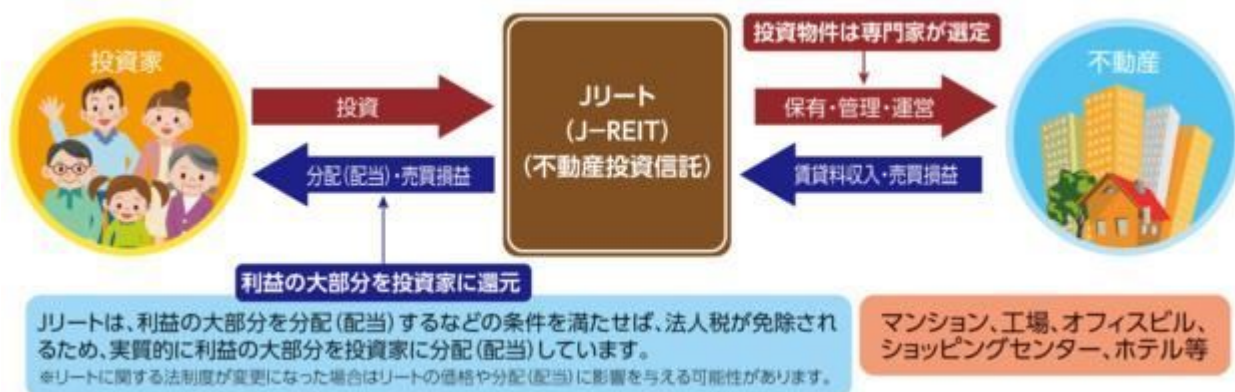 投資家
投資
分配(配当)・売買損益
利益の大部分を投資家に還元
Jリート
(J−REIT)
(不動産投資信託)
投資物件は専門家が選定
保有・管理・運営
賃貸料収入・売買損益
不動産
Jリートは、利益の大部分を分配(配当)するなどの条件を満たせば、法人税が免除され
るため、実質的に利益の大部分を投資家に分配(配当)しています。
※リートに関する法制度が変更になった場合はリートの価格や分配(配当)に影響を与える可能性があります。
マンション、工場、オフィスビル、
ショッピングセンター、ホテル等